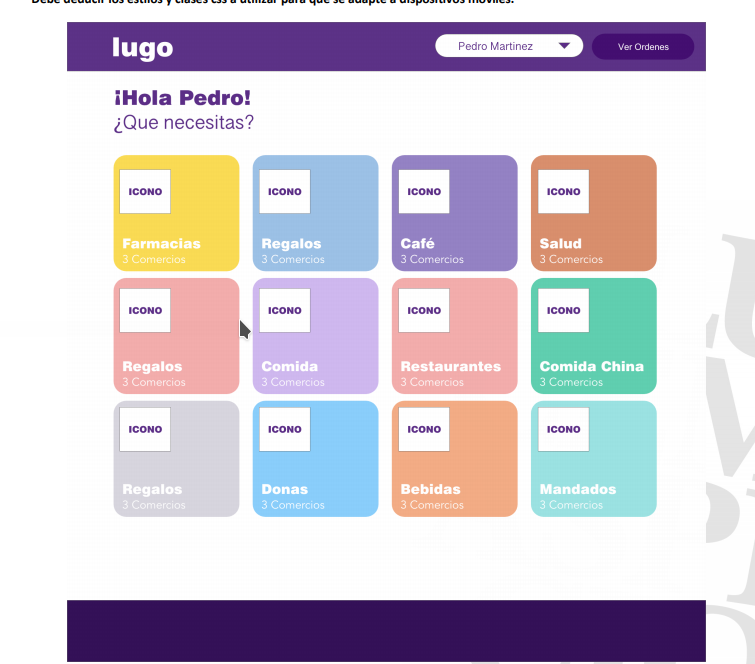 Debe deducir los estilos y clases css a utilizar para que se adapte a dispositivos móviles.
lugo
Pedro Martinez
Ver Ordenes
¡Hola Pedro!
¿Que necesitas?
ICONO
ICONO
ICONO
ICONO
Farmacias
Regalos
Café
Salud
3 Comercios
3 Comercios
3 Comercios
3 Comercios
ICONO
ICONO
ICONO
ICONO
Regalos
Comida
Restaurantes
Comida China
3 Comercios
3 Comercios
3 Comercios
3 Comercios
ICONO
ICONO
ICONO
ICONO
Regalos
Donas
Bebidas
Mandados
3 Comercios
3 Comercios
3 Comercios
3 Comercios